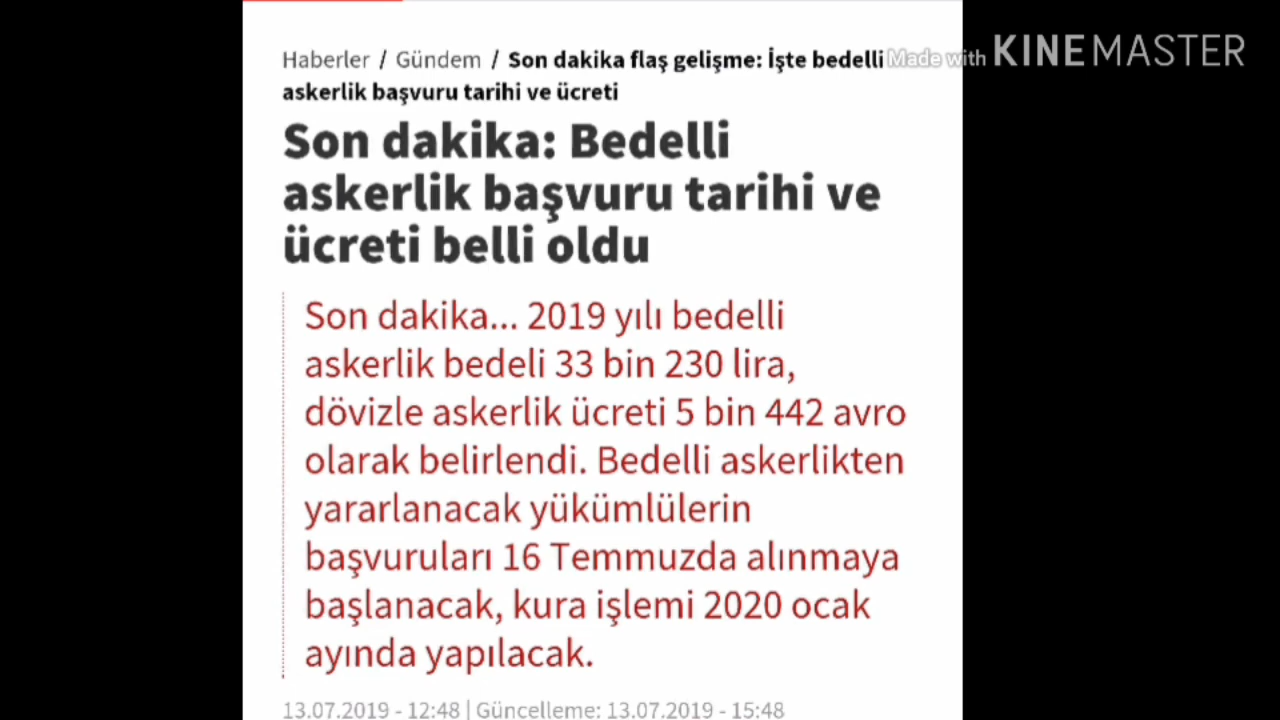 Haberler / Gündem / Son dakika flaş gelişme: İşte bedelli
Made with KINEMASTER
askerlik başvuru tarihi ve ücreti
Son dakika: Bedelli
askerlik başvuru tarihi ve
ücreti belli oldu
Son dakika... 2019 yılı bedelli
askerlik bedeli 33 bin 230 lira,
dövizle askerlik ücreti 5 bin 442 avro
olarak belirlendi. Bedelli askerlikten
yararlanacak yükümlülerin
başvuruları 16 Temmuzda alınmaya
başlanacak, kura işlemi 2020 ocak
ayında yapılacak.
13.07.2019 - 12:48 | Güncelleme: 13.07.2019 - 15:48